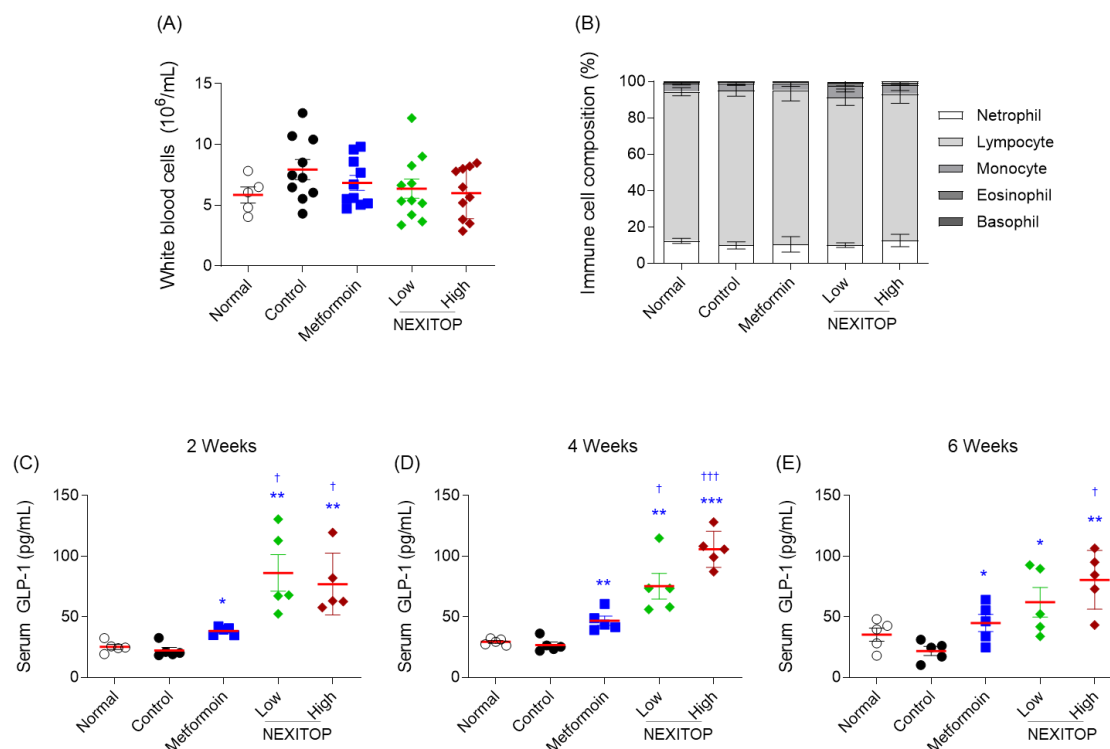 (A)
White blood cells (10⁶/mL)
15
10
5
0
Normal
Control
Metformoin
Low
High
NEXITOP
(B)
Immune cell composition (%)
100
80
60
40
20
0
Normal
Control
Metformoin
Low
High
NEXITOP
Netrophil
Lympocyte
Monocyte
Eosinophil
Basophil
(C)
2 Weeks
Serum GLP-1 (pg/mL)
150
100
50
0
*
†
**
†
**
Normal
Control
Metformoin
Low
High
NEXITOP
(D)
4 Weeks
Serum GLP-1 (pg/mL)
150
100
50
0
**
†
**
†††
***
Normal
Control
Metformoin
Low
High
NEXITOP
(E)
6 Weeks
Serum GLP-1 (pg/mL)
150
100
50
0
*
*
†
**
Normal
Control
Metformoin
Low
High
NEXITOP